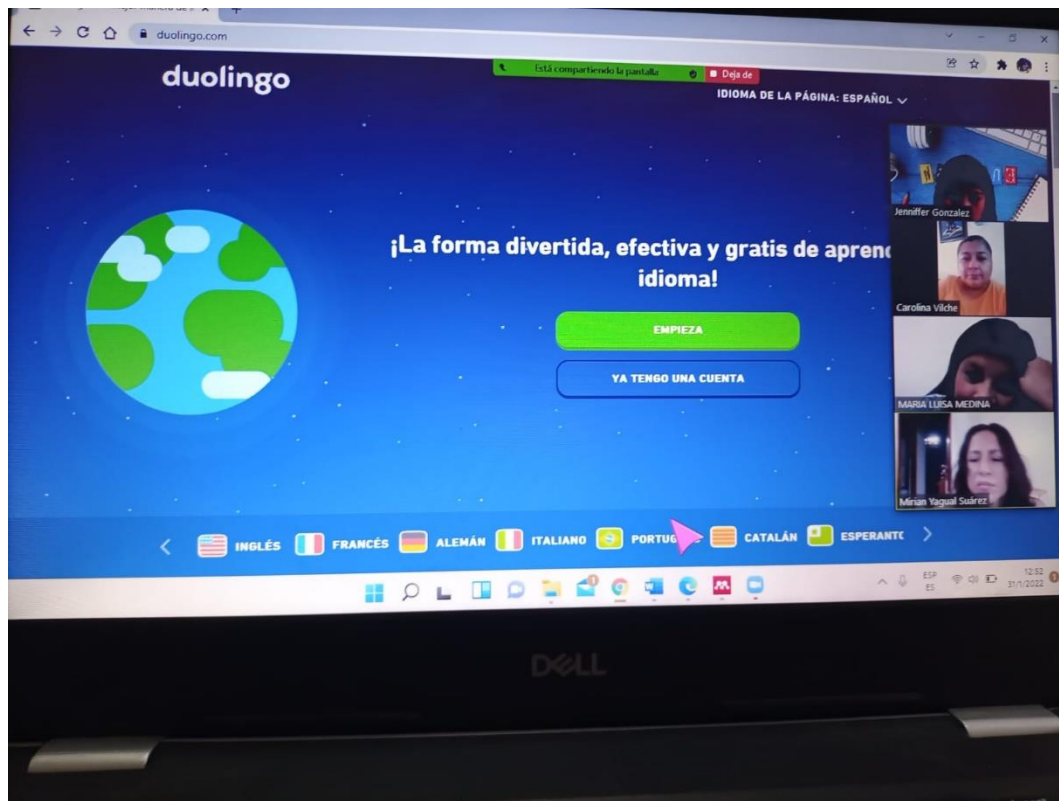 duolingo.com
duolingo
Está compartiendo la pantalla
Deja de
IDIOMA DE LA PÁGINA: ESPAÑOL
Jenniffer Gonzalez
¡La forma divertida, efectiva y gratis de aprend
idioma!
Carolina Vilche
EMPIEZA
YA TENGO UNA CUENTA
MARIA LUISA MEDINA
Mirian Yagual Suárez
INGLÉS FRANCÉS ALEMÁN ITALIANO PORTUG CATALÁN ESPERANTO
ESP
ES
12:52
31/1/2022
DELL